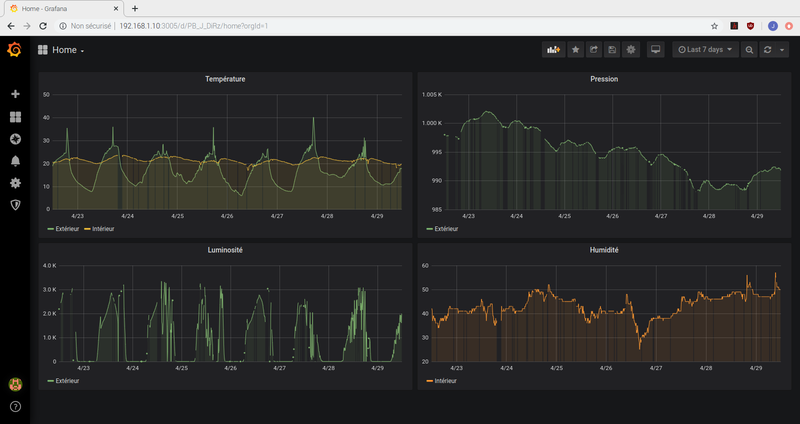 Home - Grafana
Non sécurisé | 192.168.1.10:3005/d/PB_J_DiRz/home?orgId=1
Home
Last 7 days
Température
50
40
30
20
10
0
4/23 4/24 4/25 4/26 4/27 4/28 4/29
Extérieur Intérieur
Pression
1.005 K
1.000 K
995
990
985
4/23 4/24 4/25 4/26 4/27 4/28 4/29
Extérieur
Luminosité
4.0 K
3.0 K
2.0 K
1.0 K
0
4/23 4/24 4/25 4/26 4/27 4/28 4/29
Extérieur
Humidité
60
50
40
30
20
4/23 4/24 4/25 4/26 4/27 4/28 4/29
Intérieur